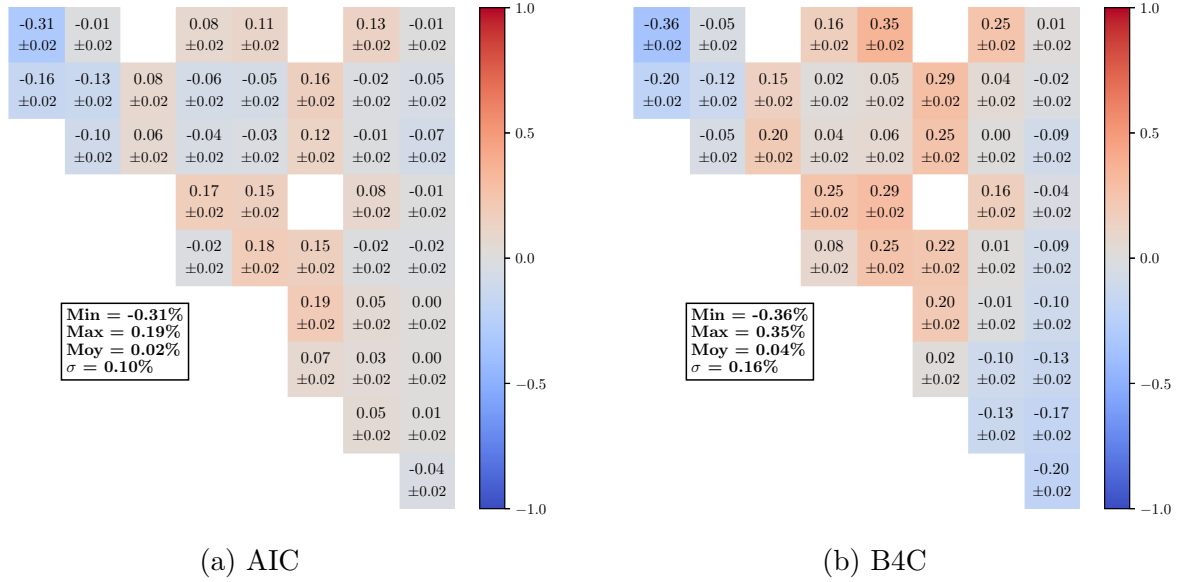 -0.31 -0.01 0.08 0.11 0.13 -0.01
±0.02 ±0.02 ±0.02 ±0.02 ±0.02 ±0.02
-0.16 -0.13 0.08 -0.06 -0.05 0.16 -0.02 -0.05
±0.02 ±0.02 ±0.02 ±0.02 ±0.02 ±0.02 ±0.02 ±0.02
-0.10 0.06 -0.04 -0.03 0.12 -0.01 -0.07
±0.02 ±0.02 ±0.02 ±0.02 ±0.02 ±0.02 ±0.02
0.17 0.15 0.08 -0.01
±0.02 ±0.02 ±0.02 ±0.02
-0.02 0.18 0.15 -0.02 -0.02
±0.02 ±0.02 ±0.02 ±0.02 ±0.02
0.19 0.05 0.00
±0.02 ±0.02 ±0.02
0.07 0.03 0.00
±0.02 ±0.02 ±0.02
0.05 0.01
±0.02 ±0.02
-0.04
±0.02
Min = -0.31%
Max = 0.19%
Moy = 0.02%
σ = 0.10%
1.0
0.5
0.0
−0.5
−1.0
(a) AIC
-0.36 -0.05 0.16 0.35 0.25 0.01
±0.02 ±0.02 ±0.02 ±0.02 ±0.02 ±0.02
-0.20 -0.12 0.15 0.02 0.05 0.29 0.04 -0.02
±0.02 ±0.02 ±0.02 ±0.02 ±0.02 ±0.02 ±0.02 ±0.02
-0.05 0.20 0.04 0.06 0.25 0.00 -0.09
±0.02 ±0.02 ±0.02 ±0.02 ±0.02 ±0.02 ±0.02
0.25 0.29 0.16 -0.04
±0.02 ±0.02 ±0.02 ±0.02
0.08 0.25 0.22 0.01 -0.09
±0.02 ±0.02 ±0.02 ±0.02 ±0.02
0.20 -0.01 -0.10
±0.02 ±0.02 ±0.02
0.02 -0.10 -0.13
±0.02 ±0.02 ±0.02
-0.13 -0.17
±0.02 ±0.02
-0.20
±0.02
Min = -0.36%
Max = 0.35%
Moy = 0.04%
σ = 0.16%
1.0
0.5
0.0
−0.5
−1.0
(b) B4C